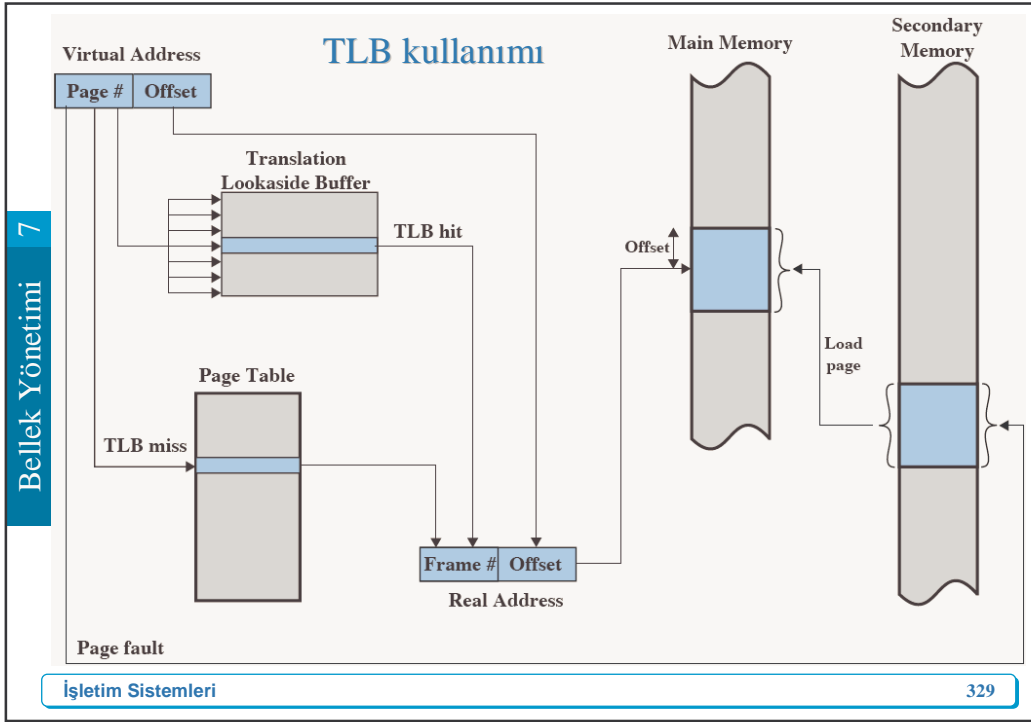 TLB kullanımı
Virtual Address
Page #
Offset
Main Memory
Secondary
Memory
Translation
Lookaside Buffer
TLB hit
Offset
Load
page
Page Table
TLB miss
Frame #
Offset
Real Address
Page fault
7
Bellek Yönetimi
İşletim Sistemleri
329